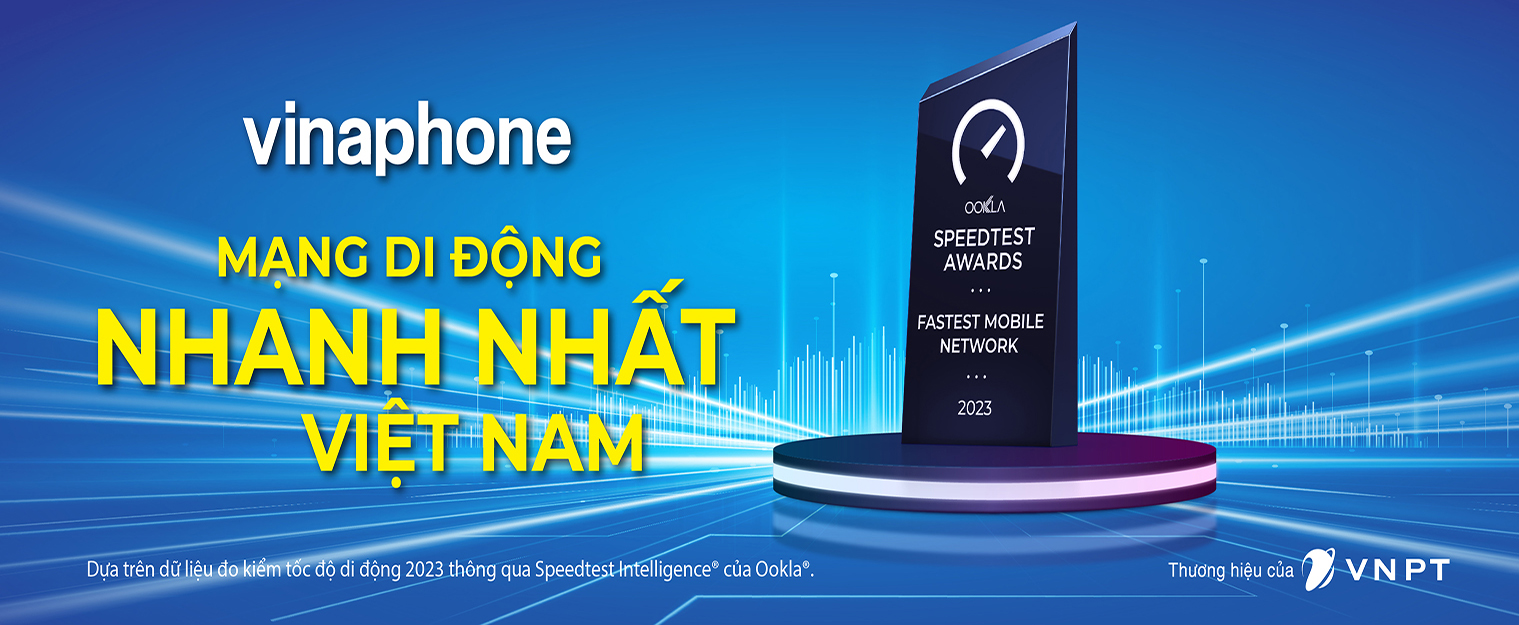 vinaphone
MẠNG DI ĐỘNG
NHANH NHẤT
VIỆT NAM
OOKLA
SPEEDTEST
AWARDS
...
FASTEST MOBILE
NETWORK
...
2023
Dựa trên dữ liệu đo kiểm tốc độ di động 2023 thông qua Speedtest Intelligence® của Ookla®.
Thương hiệu của VNPT